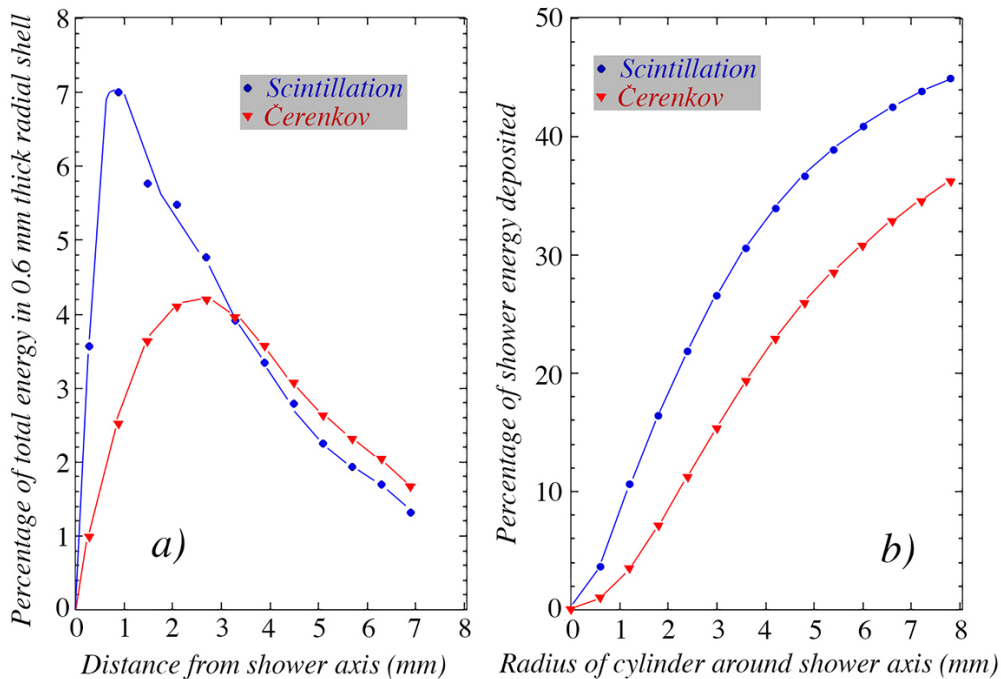 Percentage of total energy in 0.6 mm thick radial shell
8
7
6
5
4
3
2
1
0
Scintillation
Čerenkov
a)
0 1 2 3 4 5 6 7 8
Distance from shower axis (mm)
Percentage of shower energy deposited
50
40
30
20
10
0
Scintillation
Čerenkov
b)
0 1 2 3 4 5 6 7 8
Radius of cylinder around shower axis (mm)